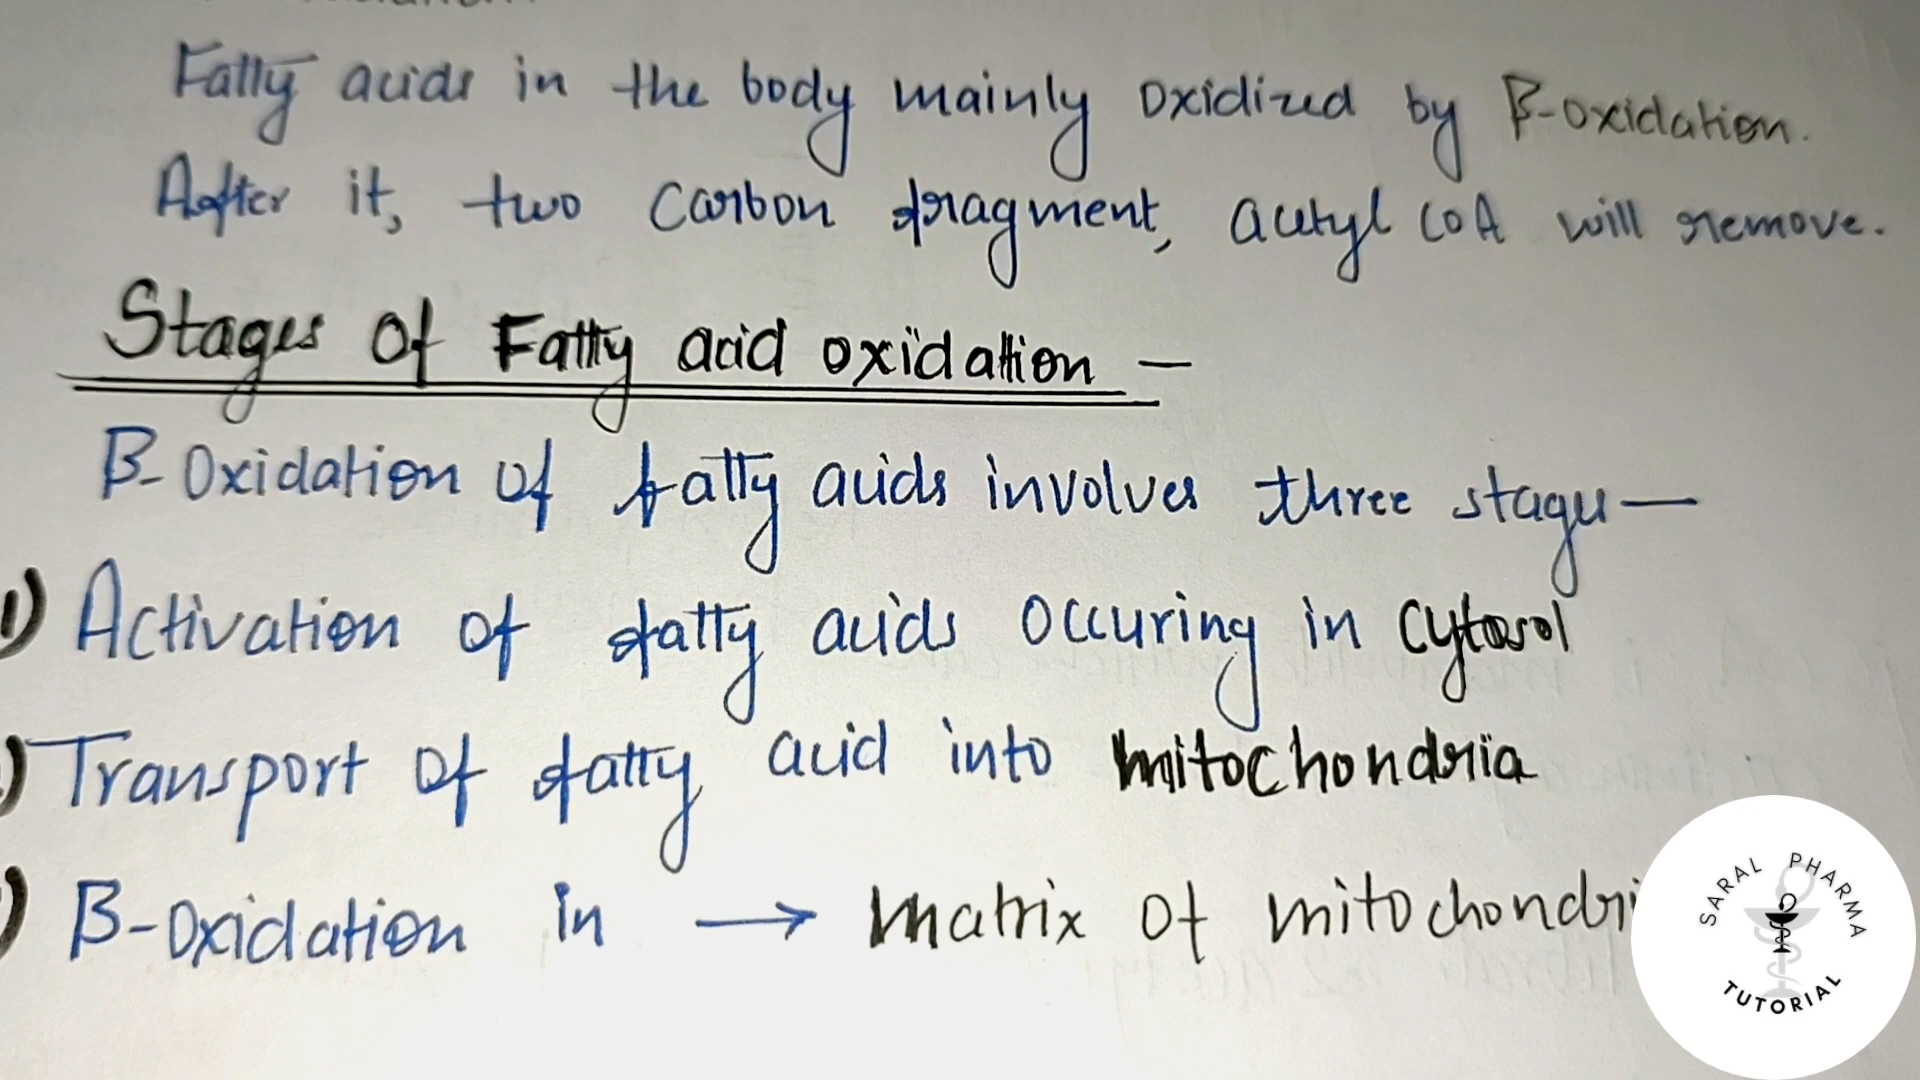 Fatty acids in the body mainly oxidized by β-oxidation.
After it, two carbon fragment, acetyl CoA will remove.
Stages of Fatty acid oxidation —
β-Oxidation of fatty acids involves three stages —
1) Activation of fatty acids occuring in cytosol
) Transport of fatty acid into mitochondria
) β-Oxidation in → matrix of mitochondri
SARAL PHARMA
TUTORIAL